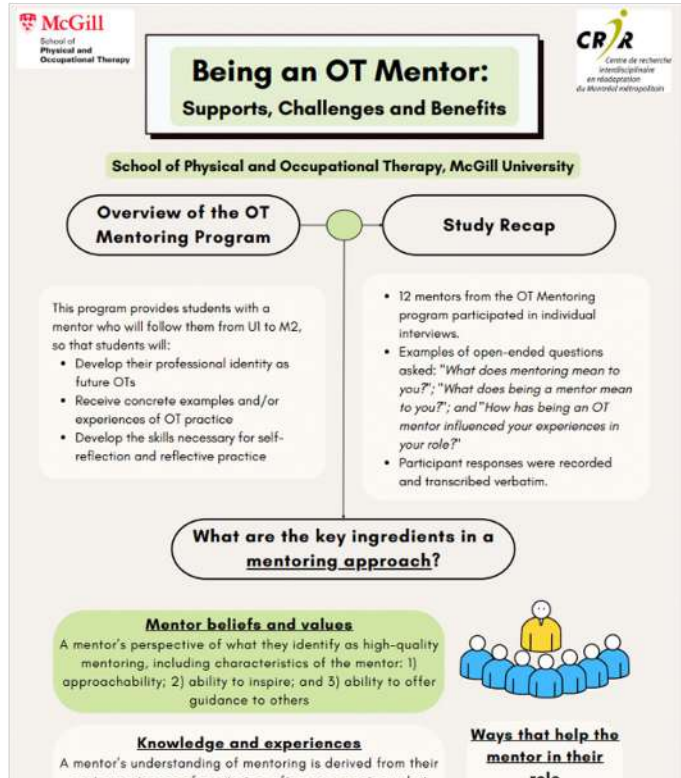 McGill
School of
Physical and
Occupational Therapy
CRIR
Centre de recherche
interdisciplinaire
en réadaptation
du Montréal métropolitain
Being an OT Mentor:
Supports, Challenges and Benefits
School of Physical and Occupational Therapy, McGill University
Overview of the OT
Mentoring Program
Study Recap
This program provides students with a
mentor who will follow them from U1 to M2,
so that students will:
• Develop their professional identity as
future OTs
• Receive concrete examples and/or
experiences of OT practice
• Develop the skills necessary for self-
reflection and reflective practice
• 12 mentors from the OT Mentoring
program participated in individual
interviews.
• Examples of open-ended questions
asked: "What does mentoring mean to
you?"; "What does being a mentor mean
to you?"; and "How has being an OT
mentor influenced your experiences in
your role?"
• Participant responses were recorded
and transcribed verbatim.
What are the key ingredients in a
mentoring approach?
Mentor beliefs and values
A mentor's perspective of what they identify as high-quality
mentoring, including characteristics of the mentor: 1)
approachability; 2) ability to inspire; and 3) ability to offer
guidance to others
Knowledge and experiences
A mentor's understanding of mentoring is derived from their
Ways that help the
mentor in their